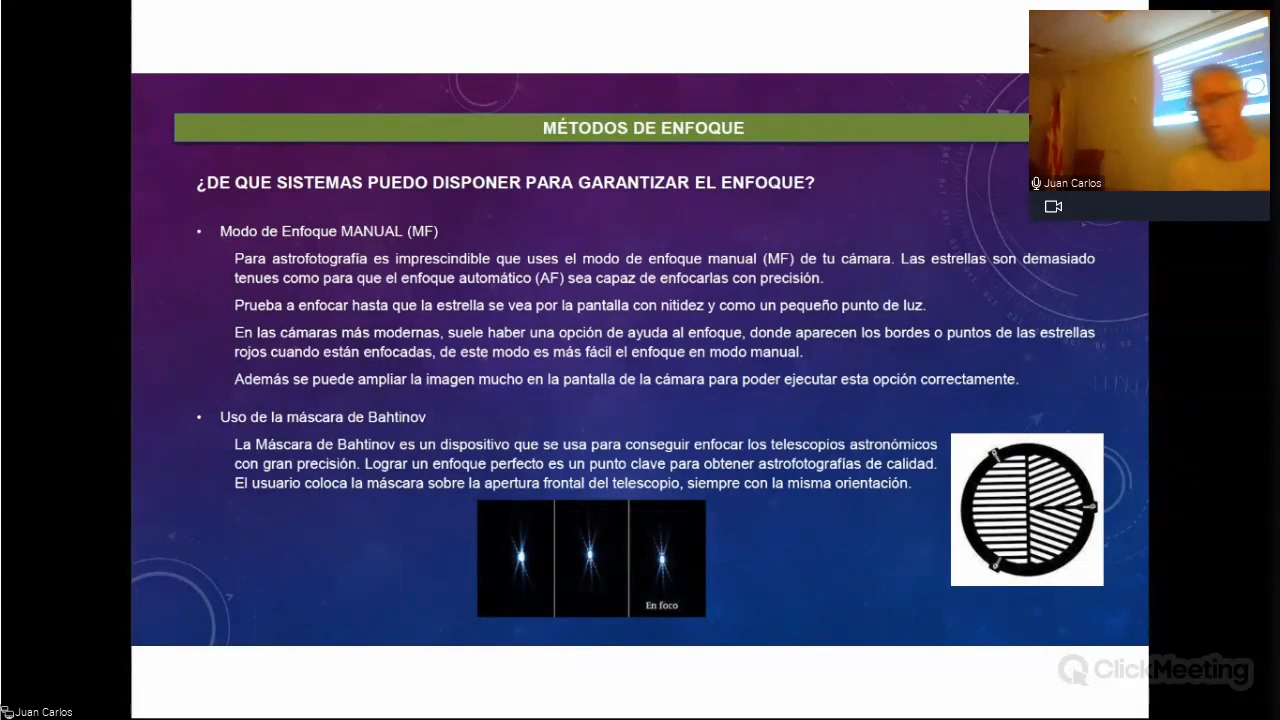 MÉTODOS DE ENFOQUE
¿DE QUE SISTEMAS PUEDO DISPONER PARA GARANTIZAR EL ENFOQUE?
• Modo de Enfoque MANUAL (MF)
Para astrofotografía es imprescindible que uses el modo de enfoque manual (MF) de tu cámara. Las estrellas son demasiado
tenues como para que el enfoque automático (AF) sea capaz de enfocarlas con precisión.
Prueba a enfocar hasta que la estrella se vea por la pantalla con nitidez y como un pequeño punto de luz.
En las cámaras más modernas, suele haber una opción de ayuda al enfoque, donde aparecen los bordes o puntos de las estrellas
rojos cuando están enfocadas, de este modo es más fácil el enfoque en modo manual.
Además se puede ampliar la imagen mucho en la pantalla de la cámara para poder ejecutar esta opción correctamente.
• Uso de la máscara de Bahtinov
La Máscara de Bahtinov es un dispositivo que se usa para conseguir enfocar los telescopios astronómicos
con gran precisión. Lograr un enfoque perfecto es un punto clave para obtener astrofotografías de calidad.
El usuario coloca la máscara sobre la apertura frontal del telescopio, siempre con la misma orientación.
En foco
Juan Carlos
ClickMeeting
Juan Carlos